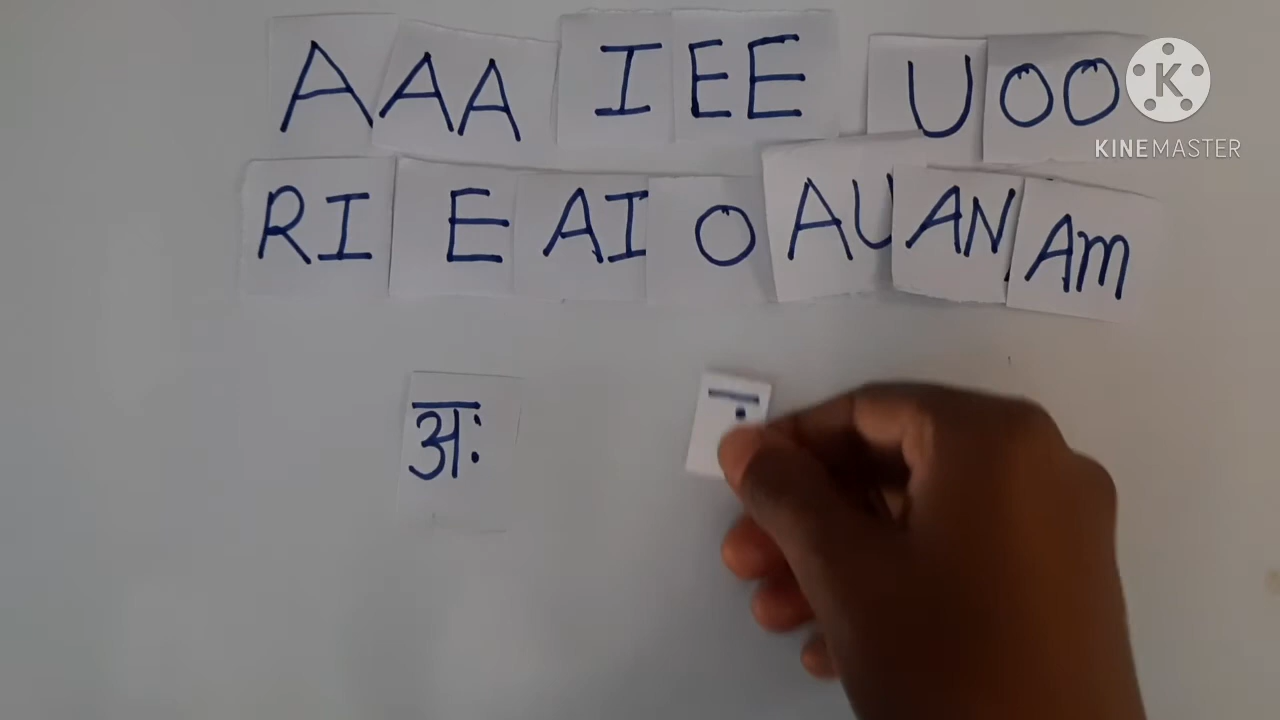 A AA I EE U OO
RI E AI O AU AN Am
अः
KINEMASTER